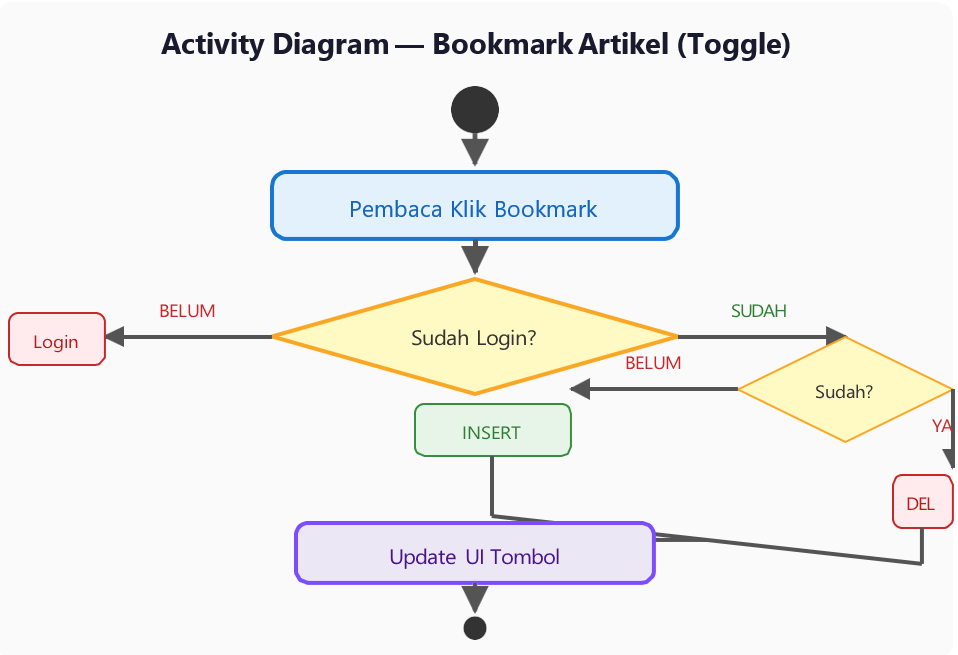 Activity Diagram — Bookmark Artikel (Toggle)
Pembaca Klik Bookmark
Sudah Login?
BELUM
Login
SUDAH
Sudah?
BELUM
INSERT
YA
DEL
Update UI Tombol